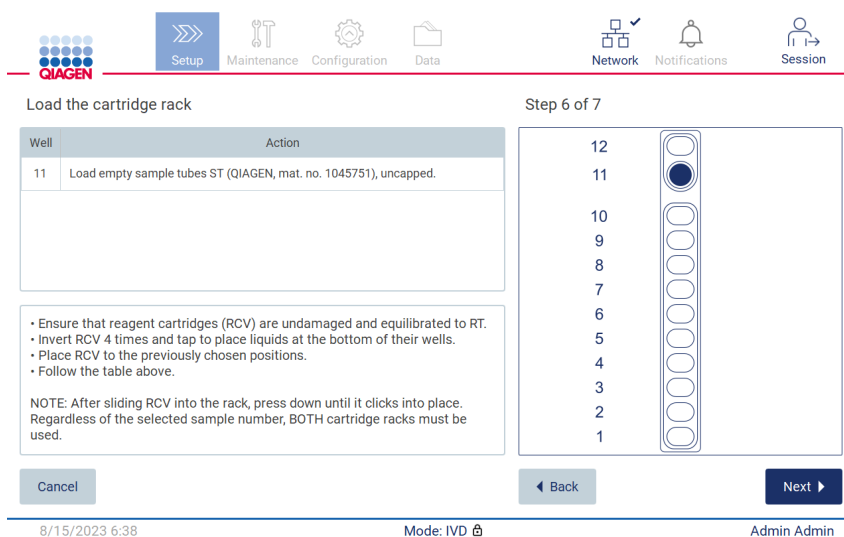 QIAGEN
Setup
Maintenance
Configuration
Data
Network
Notifications
Session
Load the cartridge rack
Step 6 of 7
Well Action
11 Load empty sample tubes ST (QIAGEN, mat. no. 1045751), uncapped.
• Ensure that reagent cartridges (RCV) are undamaged and equilibrated to RT.
• Invert RCV 4 times and tap to place liquids at the bottom of their wells.
• Place RCV to the previously chosen positions.
• Follow the table above.
NOTE: After sliding RCV into the rack, press down until it clicks into place.
Regardless of the selected sample number, BOTH cartridge racks must be
used.
12
11
10
9
8
7
6
5
4
3
2
1
Cancel
Back
Next
8/15/2023 6:38
Mode: IVD
Admin Admin